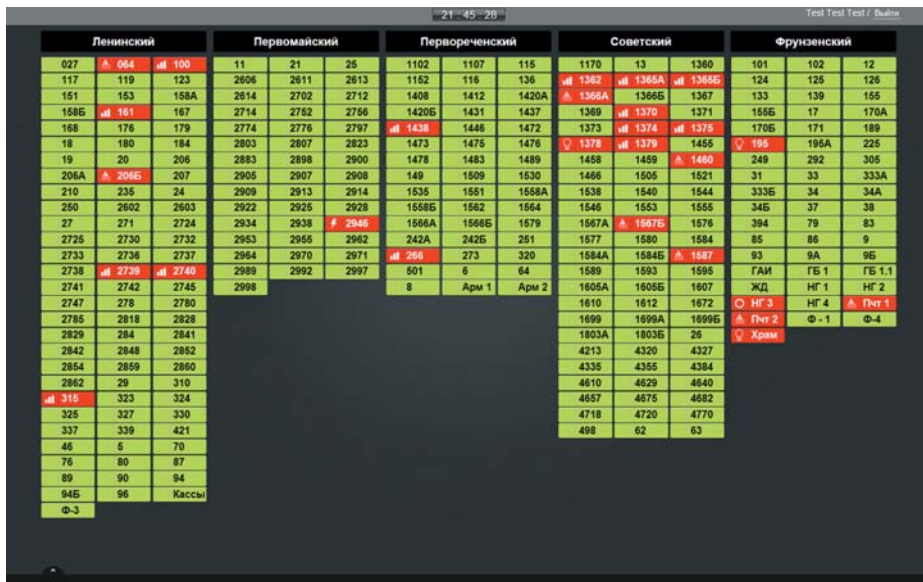 21 45 28
Test Test Test / Выйти
Ленинский
027 064 100
117 119 123
151 153 158А
158Б 161 167
168 176 179
18 180 184
19 20 206
206А 206Б 207
210 235 24
250 2602 2603
27 271 2724
2725 2730 2732
2733 2736 2737
2738 2739 2740
2741 2742 2745
2747 278 2780
2785 2818 2828
2829 284 2841
2842 2848 2852
2854 2859 2860
2862 29 310
315 323 324
325 327 330
337 339 421
46 5 70
76 80 87
89 90 94
94Б 96 Кассы
Ф-3
Первомайский
11 21 25
2606 2611 2613
2614 2702 2712
2714 2752 2756
2774 2776 2797
2803 2807 2823
2883 2898 2900
2905 2907 2908
2909 2913 2914
2922 2925 2928
2934 2938 2946
2953 2955 2962
2964 2970 2971
2989 2992 2997
2998
Первореченский
1102 1107 115
1152 116 136
1408 1412 1420А
1420Б 1431 1437
1438 1446 1472
1473 1475 1476
1478 1483 1489
149 1509 1530
1535 1551 1558А
1558Б 1562 1564
1566А 1566Б 1579
242А 242Б 251
266 273 320
501 6 64
8 Арм 1 Арм 2
Советский
1170 13 1360
1362 1365А 1365Б
1366А 1366Б 1367
1369 1370 1371
1373 1374 1375
1378 1379 1455
1458 1459 1460
1466 1505 1521
1538 1540 1544
1546 1553 1555
1567А 1567Б 1576
1577 1580 1584
1584А 1584Б 1587
1589 1593 1595
1605А 1605Б 1607
1610 1612 1672
1699 1699А 1699Б
1803А 1803Б 26
4213 4320 4327
4335 4355 4384
4610 4629 4640
4657 4675 4682
4718 4720 4770
498 62 63
Фрунзенский
101 102 12
124 125 126
133 139 155
155Б 17 170А
170Б 171 189
195 195А 225
249 292 305
31 33 333А
333Б 34 34А
34Б 37 38
394 79 83
85 86 9
93 9А 9Б
ГАИ ГБ 1 ГБ 1.1
ЖД НГ 1 НГ 2
НГ 3 НГ 4 Пчт 1
Пчт 2 Ф - 1 Ф-4
Храм